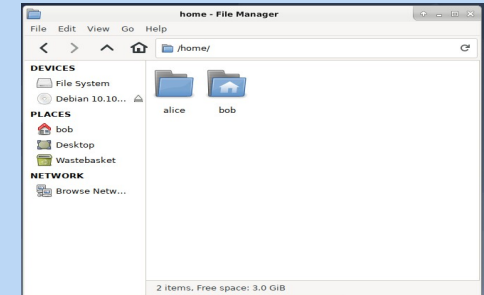 home - File Manager
File Edit View Go Help
/home/
DEVICES
File System
Debian 10.10...
PLACES
bob
Desktop
Wastebasket
NETWORK
Browse Netw...
alice bob
2 items, Free space: 3.0 GiB